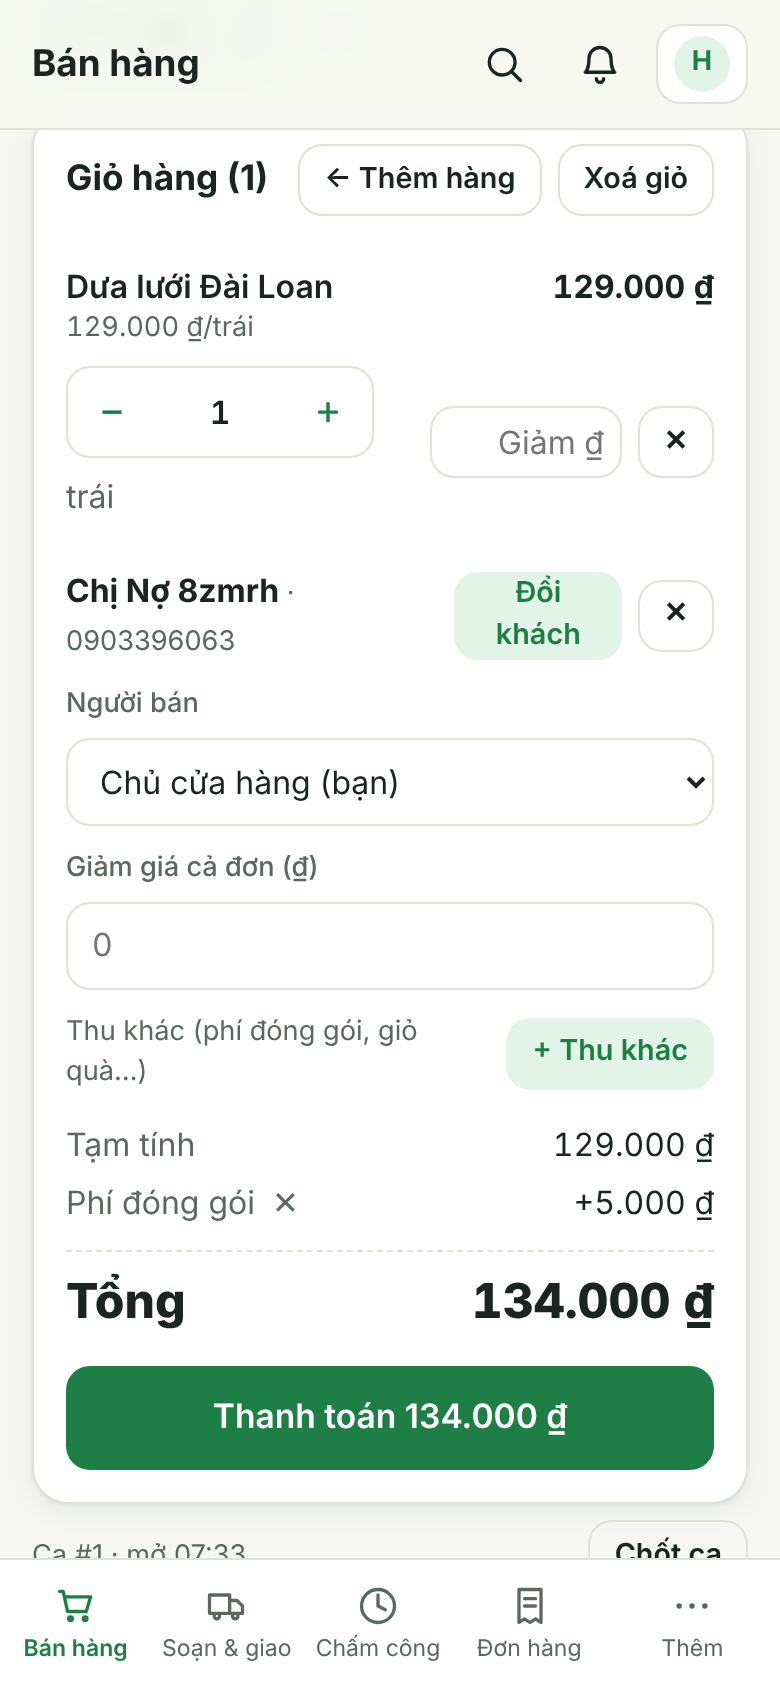 Bán hàng
H
Giỏ hàng (1)
← Thêm hàng
Xoá giỏ
Dưa lưới Đài Loan
129.000 ₫
129.000 ₫/trái
− 1 +
Giảm ₫
✕
trái
Chị Nợ 8zmrh ·
0903396063
Đổi
khách
✕
Người bán
Chủ cửa hàng (bạn)
Giảm giá cả đơn (₫)
0
Thu khác (phí đóng gói, giỏ
quà...)
+ Thu khác
Tạm tính
129.000 ₫
Phí đóng gói ✕
+5.000 ₫
Tổng
134.000 ₫
Thanh toán 134.000 ₫
Ca #1 · mở 07:33
Chốt ca
Bán hàng
Soạn & giao
Chấm công
Đơn hàng
Thêm